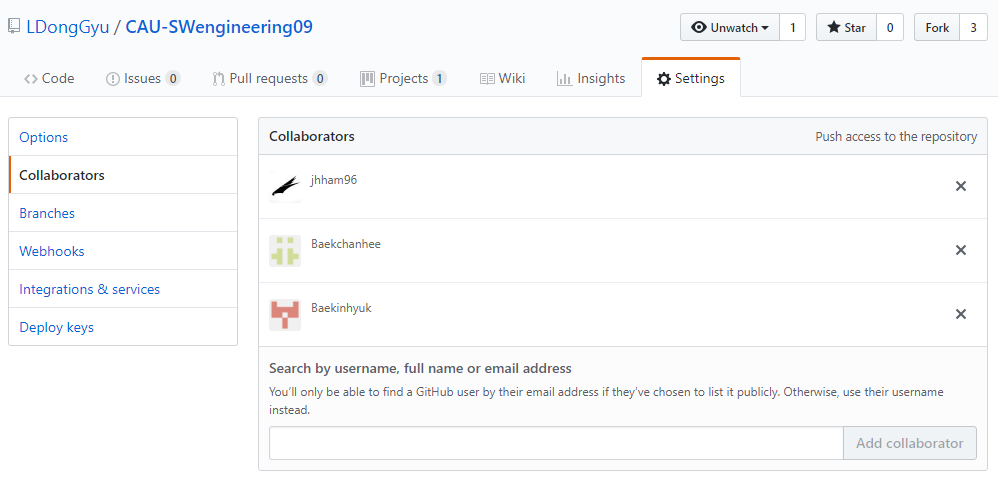 LDongGyu / CAU-SWengineering09
Unwatch 1 Star 0 Fork 3
Code Issues 0 Pull requests 0 Projects 1 Wiki Insights Settings
Options
Collaborators
Branches
Webhooks
Integrations & services
Deploy keys
Collaborators Push access to the repository
jhham96
Baekchanhee
Baekinhyuk
Search by username, full name or email address
You'll only be able to find a GitHub user by their email address if they've chosen to list it publicly. Otherwise, use their username
instead.
Add collaborator